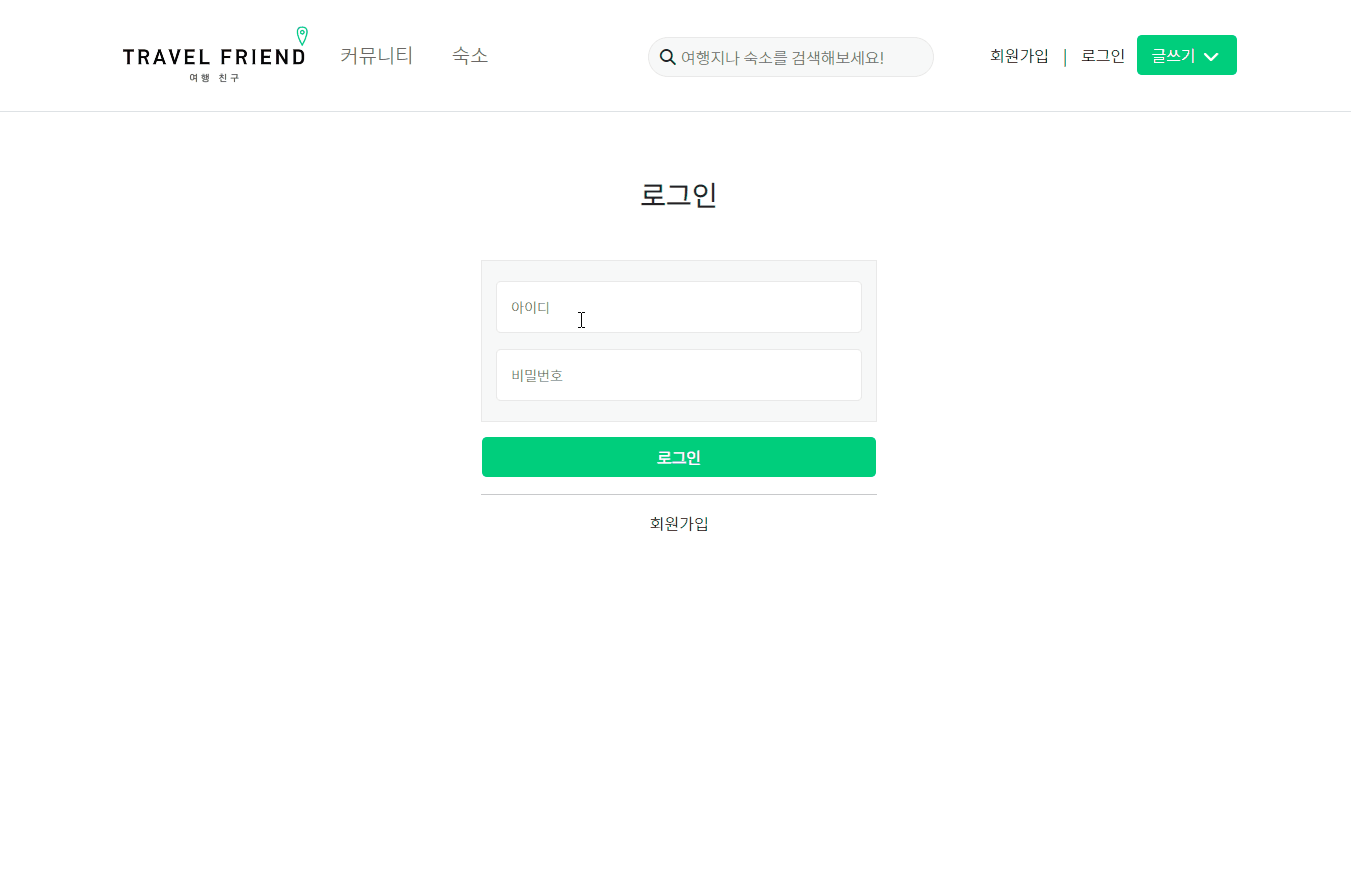 TRAVEL FRIEND
여행 친구
커뮤니티
숙소
여행지나 숙소를 검색해보세요!
회원가입 | 로그인
글쓰기
로그인
아이디
비밀번호
로그인
회원가입